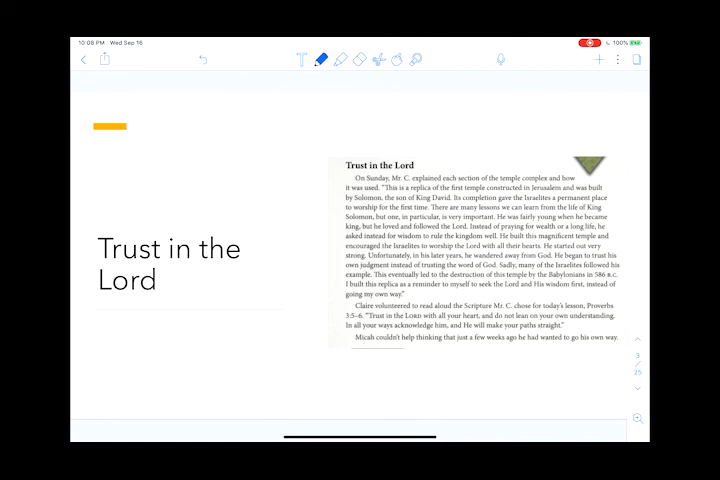 10:08 PM Wed Sep 16
100%
T
Trust in the
Lord
Trust in the Lord
On Sunday, Mr. C. explained each section of the temple complex and how
it was used. “This is a replica of the first temple constructed in Jerusalem and was built
by Solomon, the son of King David. Its completion gave the Israelites a permanent place
to worship for the first time. There are many lessons we can learn from the life of King
Solomon, but one, in particular, is very important. He was fairly young when he became
king, but he loved and followed the Lord. Instead of praying for wealth or a long life, he
asked instead for wisdom to rule the kingdom well. He built this magnificent temple and
encouraged the Israelites to worship the Lord with all their hearts. He started out very
strong. Unfortunately, in his later years, he wandered away from God. He began to trust his
own judgment instead of trusting the word of God. Sadly, many of the Israelites followed his
example. This eventually led to the destruction of this temple by the Babylonians in 586 B.C.
I built this replica as a reminder to myself to seek the Lord and His wisdom first, instead of
going my own way.”
Claire volunteered to read aloud the Scripture Mr. C. chose for today’s lesson, Proverbs
3:5–6. “Trust in the LORD with all your heart, and do not lean on your own understanding.
In all your ways acknowledge him, and He will make your paths straight.”
Micah couldn’t help thinking that just a few weeks ago he had wanted to go his own way.
3
/
25